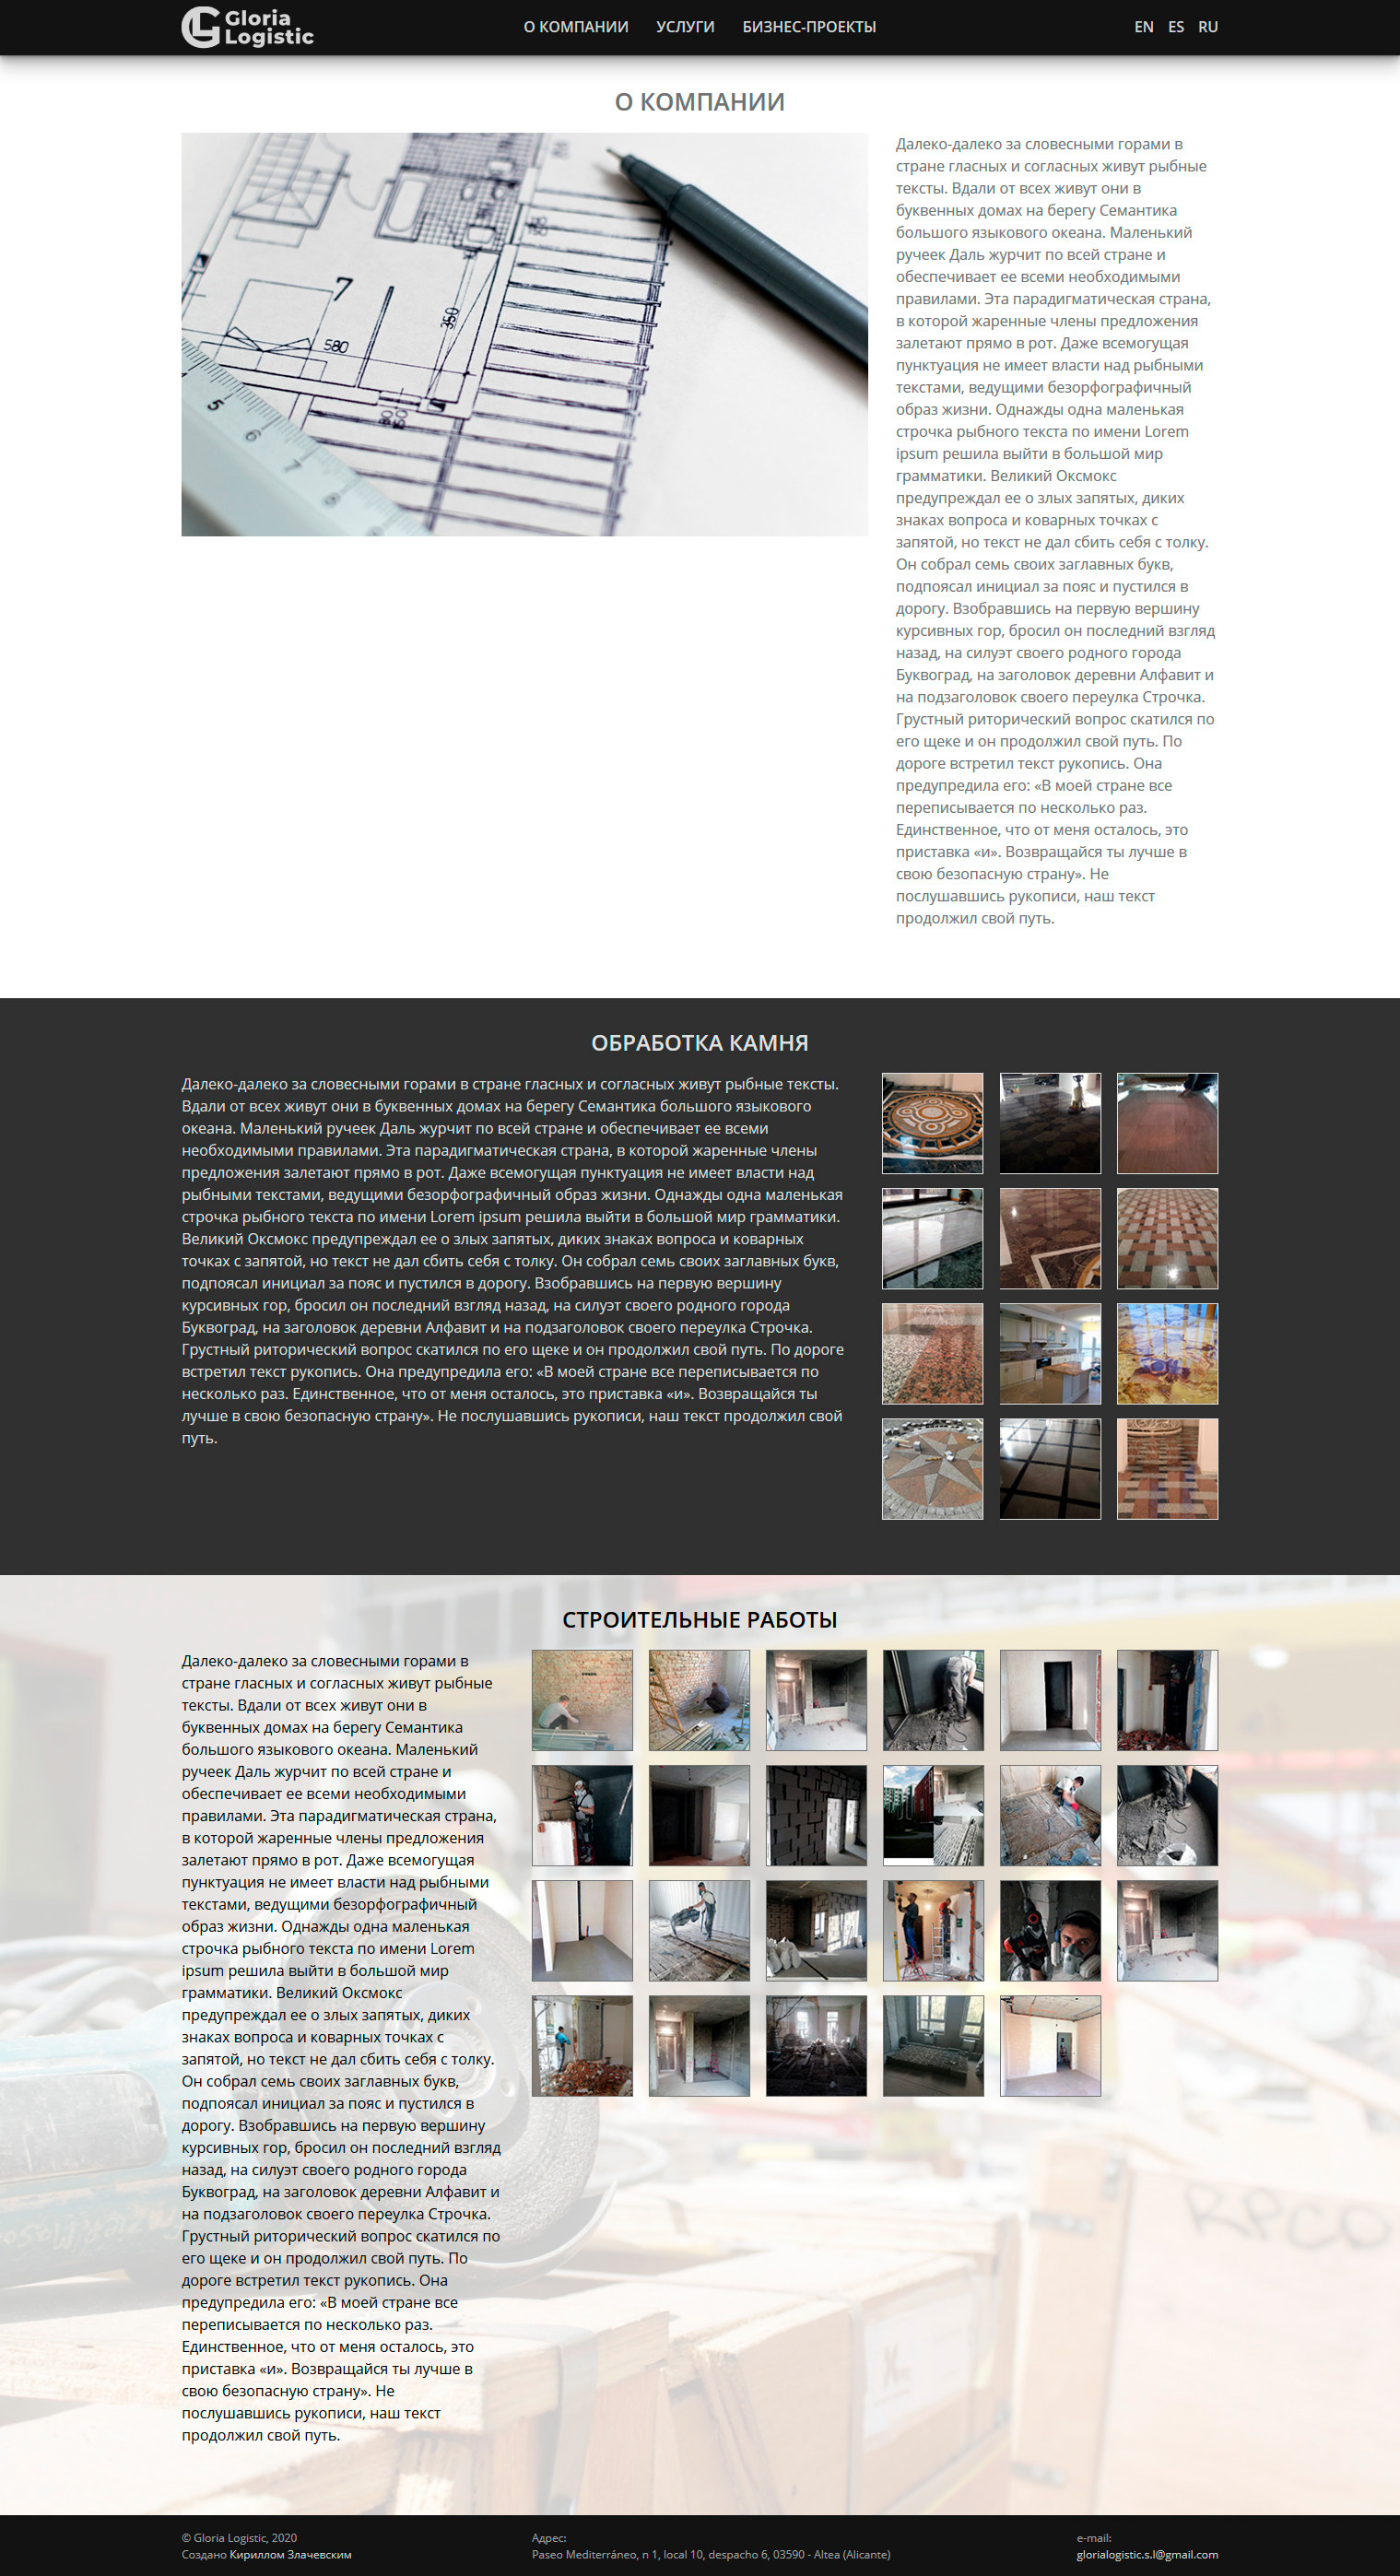 Gloria
Logistic
О КОМПАНИИ УСЛУГИ БИЗНЕС-ПРОЕКТЫ
EN ES RU
О КОМПАНИИ
7
580
350
5
6
7
8
Далеко-далеко за словесными горами в
стране гласных и согласных живут рыбные
тексты. Вдали от всех живут они в
буквенных домах на берегу Семантика
большого языкового океана. Маленький
ручеек Даль журчит по всей стране и
обеспечивает ее всеми необходимыми
правилами. Эта парадигматическая страна,
в которой жаренные члены предложения
залетают прямо в рот. Даже всемогущая
пунктуация не имеет власти над рыбными
текстами, ведущими безорфографичный
образ жизни. Однажды одна маленькая
строчка рыбного текста по имени Lorem
ipsum решила выйти в большой мир
грамматики. Великий Оксмокс
предупреждал ее о злых запятых, диких
знаках вопроса и коварных точках с
запятой, но текст не дал сбить себя с толку.
Он собрал семь своих заглавных букв,
подпоясал инициал за пояс и пустился в
дорогу. Взобравшись на первую вершину
курсивных гор, бросил он последний взгляд
назад, на силуэт своего родного города
Буквоград, на заголовок деревни Алфавит и
на подзаголовок своего переулка Строчка.
Грустный риторический вопрос скатился по
его щеке и он продолжил свой путь. По
дороге встретил текст рукопись. Она
предупредила его: «В моей стране все
переписывается по несколько раз.
Единственное, что от меня осталось, это
приставка «и». Возвращайся ты лучше в
свою безопасную страну». Не
послушавшись рукописи, наш текст
продолжил свой путь.
ОБРАБОТКА КАМНЯ
Далеко-далеко за словесными горами в стране гласных и согласных живут рыбные тексты.
Вдали от всех живут они в буквенных домах на берегу Семантика большого языкового
океана. Маленький ручеек Даль журчит по всей стране и обеспечивает ее всеми
необходимыми правилами. Эта парадигматическая страна, в которой жаренные члены
предложения залетают прямо в рот. Даже всемогущая пунктуация не имеет власти над
рыбными текстами, ведущими безорфографичный образ жизни. Однажды одна маленькая
строчка рыбного текста по имени Lorem ipsum решила выйти в большой мир грамматики.
Великий Оксмокс предупреждал ее о злых запятых, диких знаках вопроса и коварных
точках с запятой, но текст не дал сбить себя с толку. Он собрал семь своих заглавных букв,
подпоясал инициал за пояс и пустился в дорогу. Взобравшись на первую вершину
курсивных гор, бросил он последний взгляд назад, на силуэт своего родного города
Буквоград, на заголовок деревни Алфавит и на подзаголовок своего переулка Строчка.
Грустный риторический вопрос скатился по его щеке и он продолжил свой путь. По дороге
встретил текст рукопись. Она предупредила его: «В моей стране все переписывается по
несколько раз. Единственное, что от меня осталось, это приставка «и». Возвращайся ты
лучше в свою безопасную страну». Не послушавшись рукописи, наш текст продолжил свой
путь.
СТРОИТЕЛЬНЫЕ РАБОТЫ
Далеко-далеко за словесными горами в
стране гласных и согласных живут рыбные
тексты. Вдали от всех живут они в
буквенных домах на берегу Семантика
большого языкового океана. Маленький
ручеек Даль журчит по всей стране и
обеспечивает ее всеми необходимыми
правилами. Эта парадигматическая страна,
в которой жаренные члены предложения
залетают прямо в рот. Даже всемогущая
пунктуация не имеет власти над рыбными
текстами, ведущими безорфографичный
образ жизни. Однажды одна маленькая
строчка рыбного текста по имени Lorem
ipsum решила выйти в большой мир
грамматики. Великий Оксмокс
предупреждал ее о злых запятых, диких
знаках вопроса и коварных точках с
запятой, но текст не дал сбить себя с толку.
Он собрал семь своих заглавных букв,
подпоясал инициал за пояс и пустился в
дорогу. Взобравшись на первую вершину
курсивных гор, бросил он последний взгляд
назад, на силуэт своего родного города
Буквоград, на заголовок деревни Алфавит и
на подзаголовок своего переулка Строчка.
Грустный риторический вопрос скатился по
его щеке и он продолжил свой путь. По
дороге встретил текст рукопись. Она
предупредила его: «В моей стране все
переписывается по несколько раз.
Единственное, что от меня осталось, это
приставка «и». Возвращайся ты лучше в
свою безопасную страну». Не
послушавшись рукописи, наш текст
продолжил свой путь.
RPCO
© Gloria Logistic, 2020
Создано Кириллом Злачевским
Адрес:
Paseo Mediterráneo, n 1, local 10, despacho 6, 03590 - Altea (Alicante)
e-mail:
glorialogistic.s.l@gmail.com